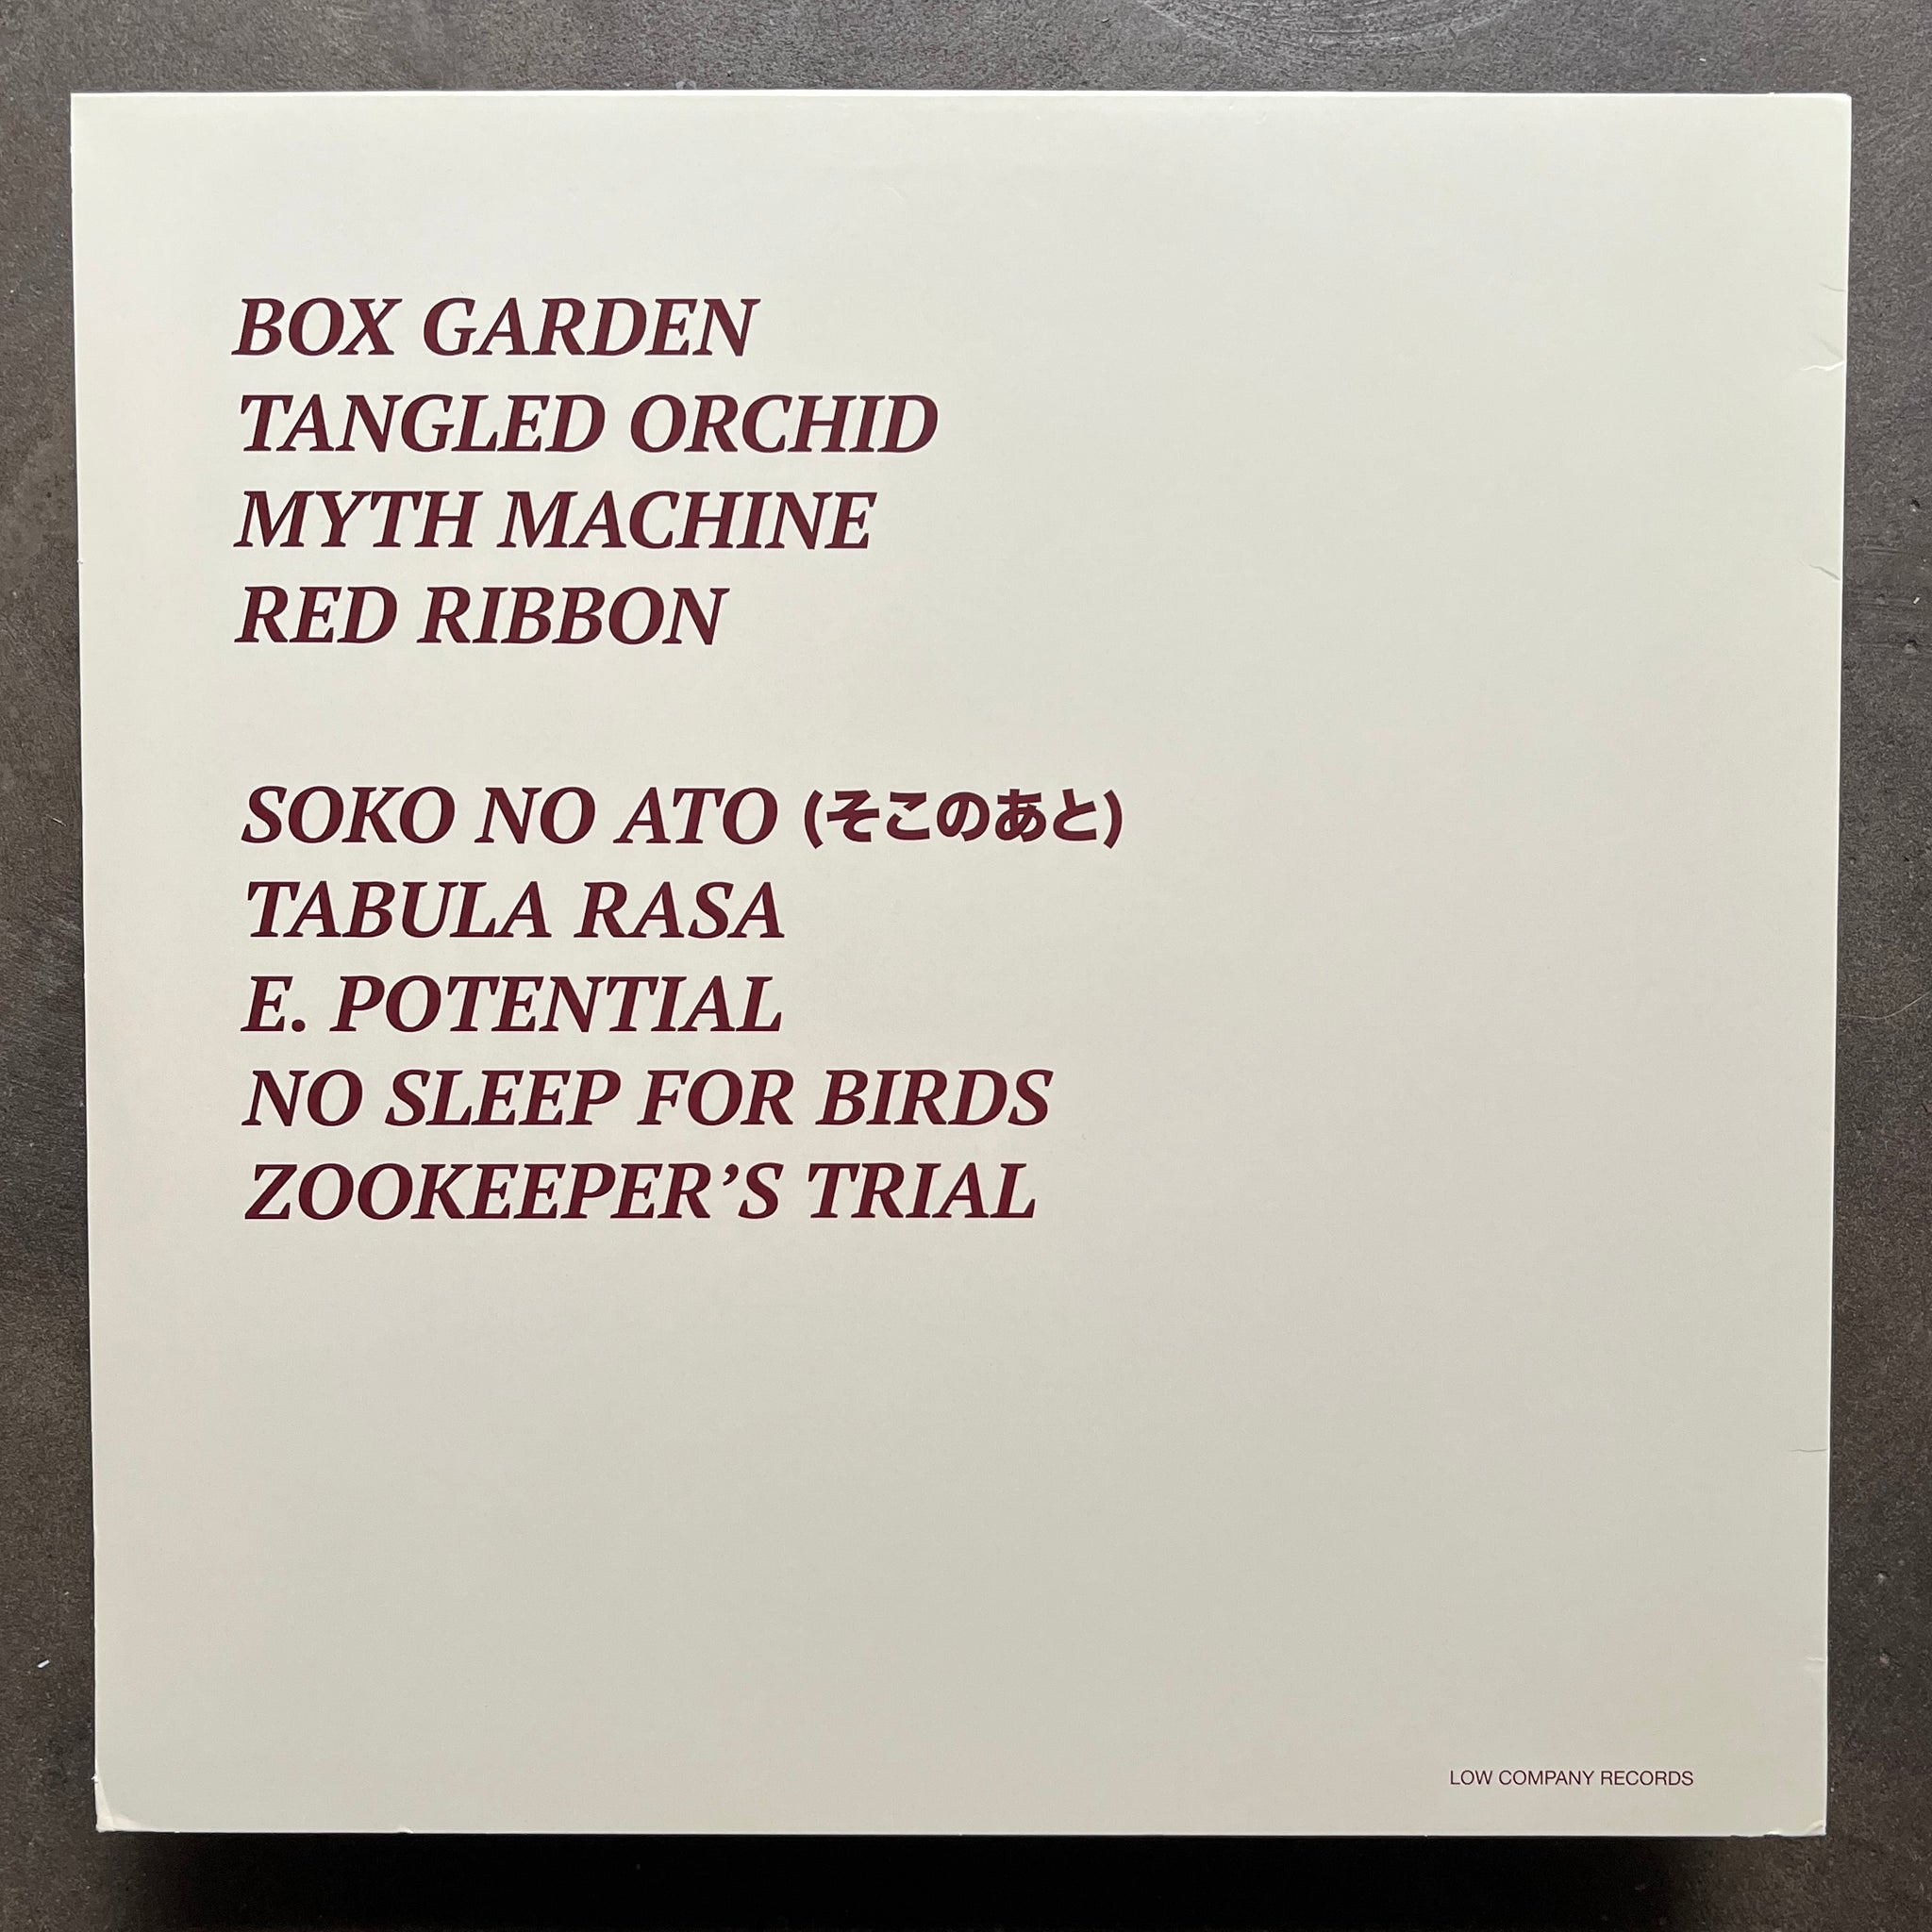 BOX GARDEN
TANGLED ORCHID
MYTH MACHINE
RED RIBBON
SOKO NO ATO (そこのあと)
TABULA RASA
E. POTENTIAL
NO SLEEP FOR BIRDS
ZOOKEEPER’S TRIAL
LOW COMPANY RECORDS